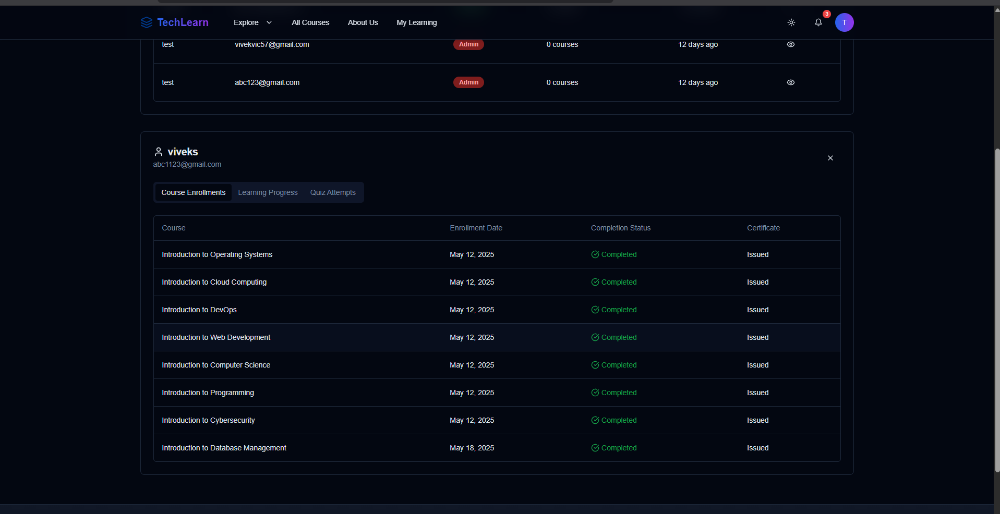 TechLearn Explore All Courses About Us My Learning 3 T
test vivekvic57@gmail.com Admin 0 courses 12 days ago
test abc123@gmail.com Admin 0 courses 12 days ago
viveks
abc1123@gmail.com
Course Enrollments Learning Progress Quiz Attempts
Course Enrollment Date Completion Status Certificate
Introduction to Operating Systems May 12, 2025 Completed Issued
Introduction to Cloud Computing May 12, 2025 Completed Issued
Introduction to DevOps May 12, 2025 Completed Issued
Introduction to Web Development May 12, 2025 Completed Issued
Introduction to Computer Science May 12, 2025 Completed Issued
Introduction to Programming May 12, 2025 Completed Issued
Introduction to Cybersecurity May 12, 2025 Completed Issued
Introduction to Database Management May 18, 2025 Completed Issued